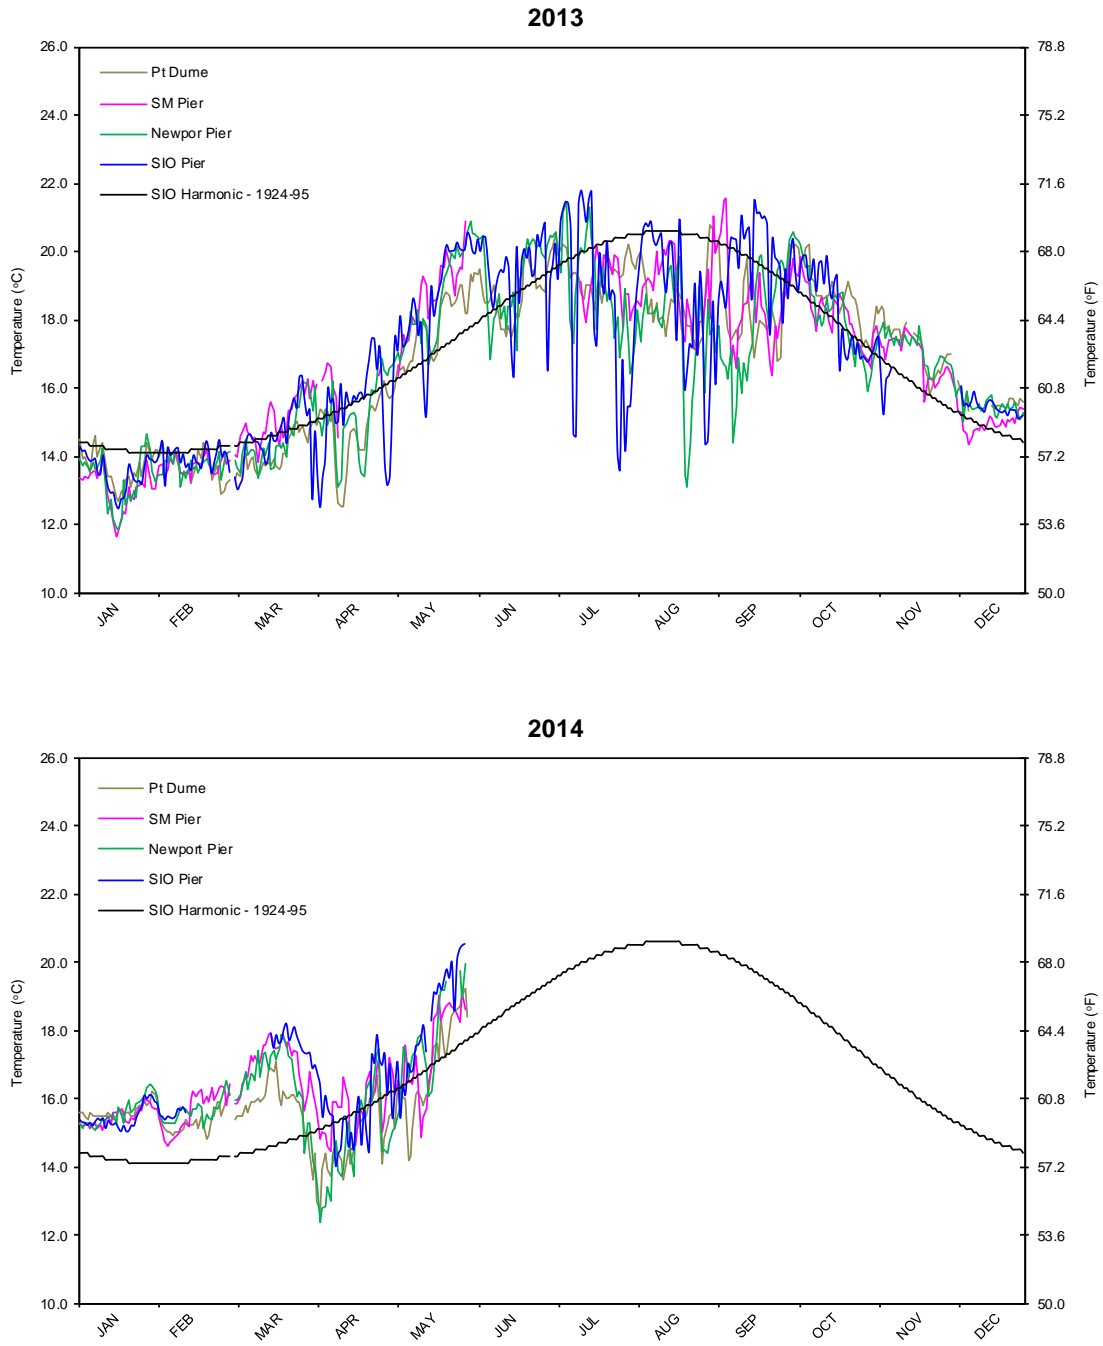 2013
26.0
24.0
22.0
20.0
18.0
16.0
14.0
12.0
10.0
Temperature (°C)
Pt Dume
SM Pier
Newpor Pier
SIO Pier
SIO Harmonic - 1924-95
78.8
75.2
71.6
68.0
64.4
60.8
57.2
53.6
50.0
Temperature (°F)
JAN FEB MAR APR MAY JUN JUL AUG SEP OCT NOV DEC
2014
26.0
24.0
22.0
20.0
18.0
16.0
14.0
12.0
10.0
Temperature (°C)
Pt Dume
SM Pier
Newport Pier
SIO Pier
SIO Harmonic - 1924-95
78.8
75.2
71.6
68.0
64.4
60.8
57.2
53.6
50.0
Temperature (°F)
JAN FEB MAR APR MAY JUN JUL AUG SEP OCT NOV DEC